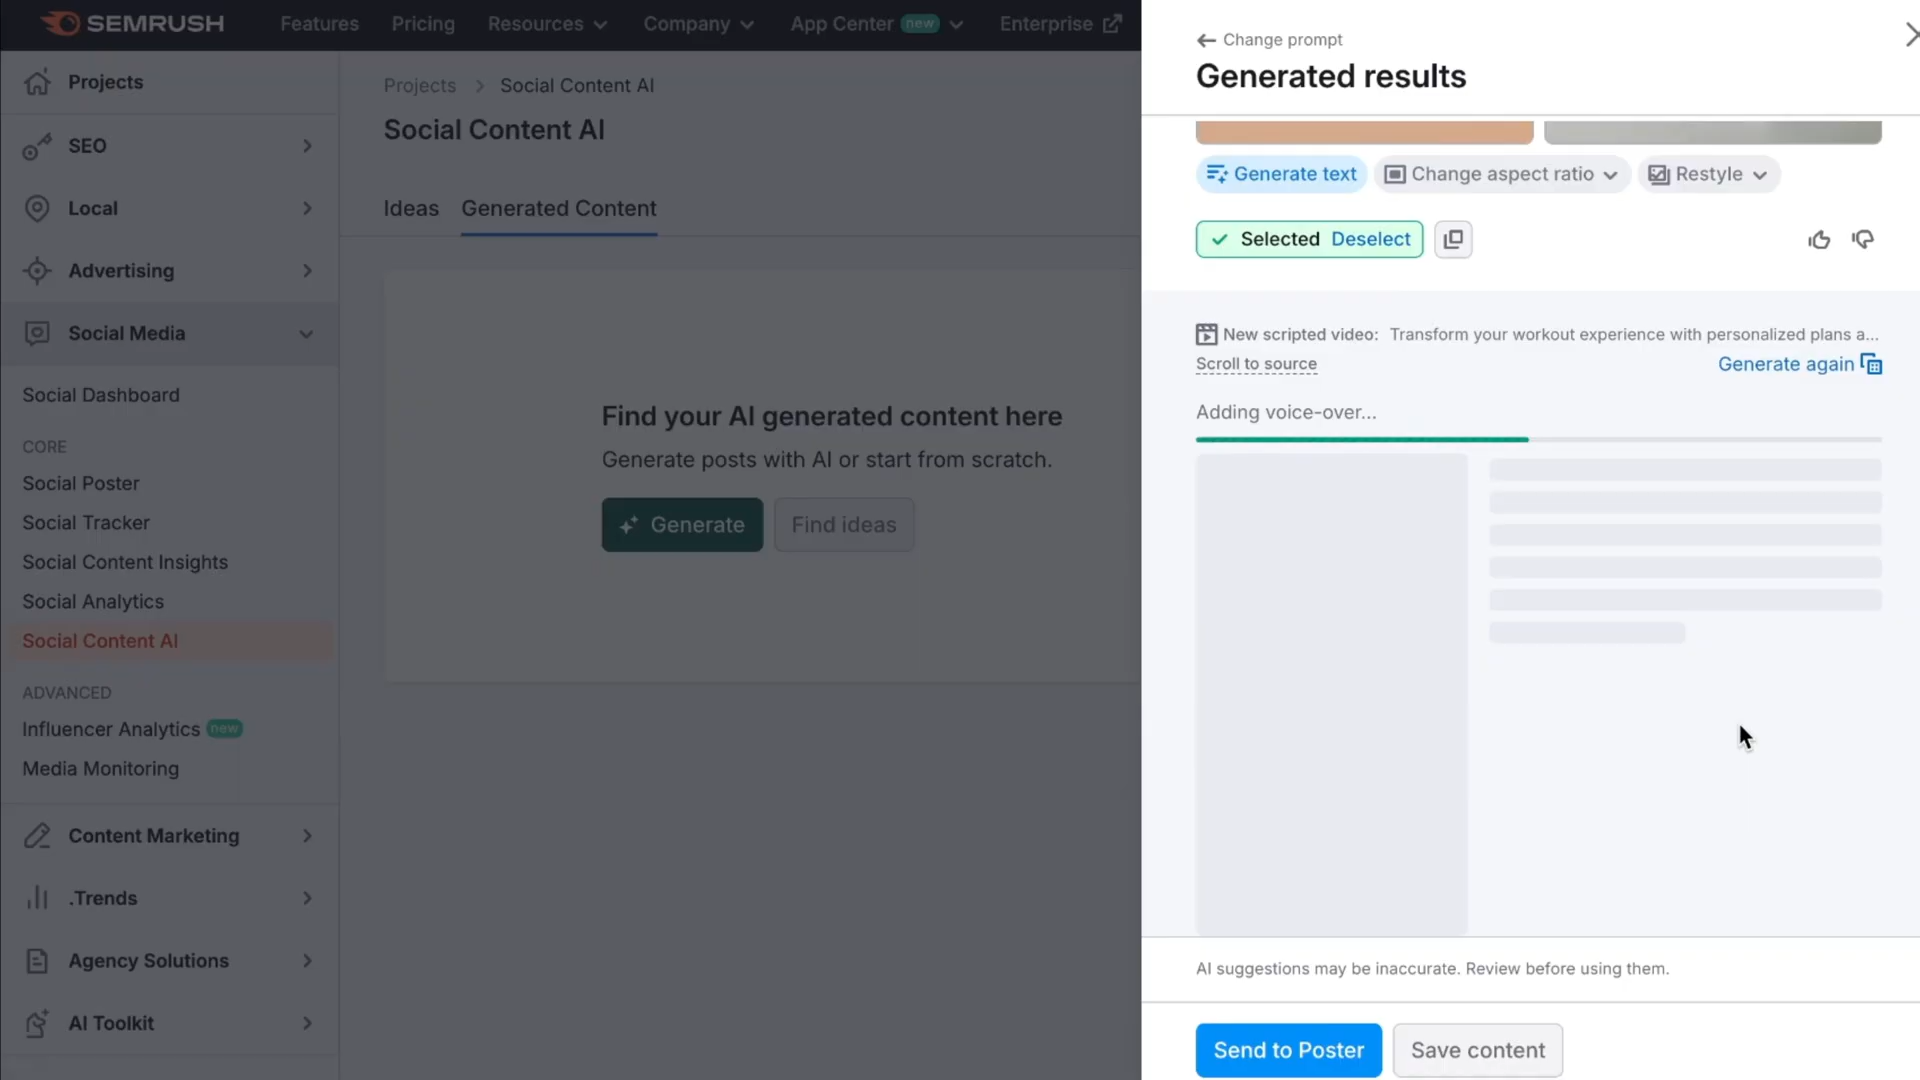 SEMRUSH
Features
Pricing
Resources
Company
App Center new
Enterprise
Projects
SEO
Local
Advertising
Social Media
Social Dashboard
CORE
Social Poster
Social Tracker
Social Content Insights
Social Analytics
Social Content AI
ADVANCED
Influencer Analytics new
Media Monitoring
Content Marketing
.Trends
Agency Solutions
AI Toolkit
Projects > Social Content AI
Social Content AI
Ideas
Generated Content
Find your AI generated content here
Generate posts with AI or start from scratch.
Generate
Find ideas
Change prompt
Generated results
Generate text
Change aspect ratio
Restyle
Selected Deselect
New scripted video: Transform your workout experience with personalized plans a...
Scroll to source
Generate again
Adding voice-over...
AI suggestions may be inaccurate. Review before using them.
Send to Poster
Save content